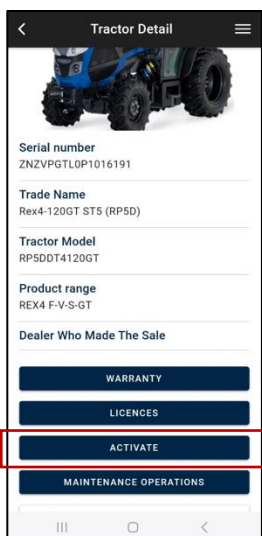 Tractor Detail
Serial number
ZNZVPGTL0P1016191
Trade Name
Rex4-120GT ST5 (RP5D)
Tractor Model
RP5DDT4120GT
Product range
REX4 F-V-S-GT
Dealer Who Made The Sale
WARRANTY
LICENCES
ACTIVATE
MAINTENANCE OPERATIONS